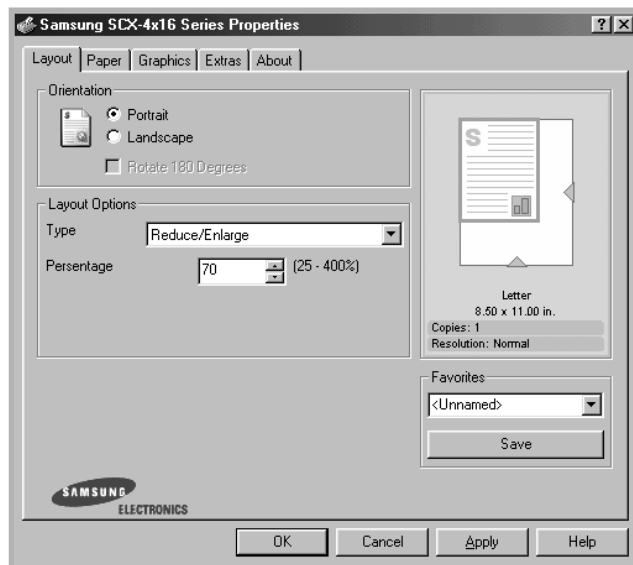 Samsung SCX-4x16 Series Properties
Layout Paper Graphics Extras About
Orientation
Portrait
Landscape
Rotate 180 Degrees
Layout Options
Type Reduce/Enlarge
Persentage 70 (25 - 400%)
S
S
Letter
8.50 x 11.00 in.
Copies: 1
Resolution: Normal
Favorites
<Unnamed>
Save
SAMSUNG
ELECTRONICS
OK Cancel Apply Help